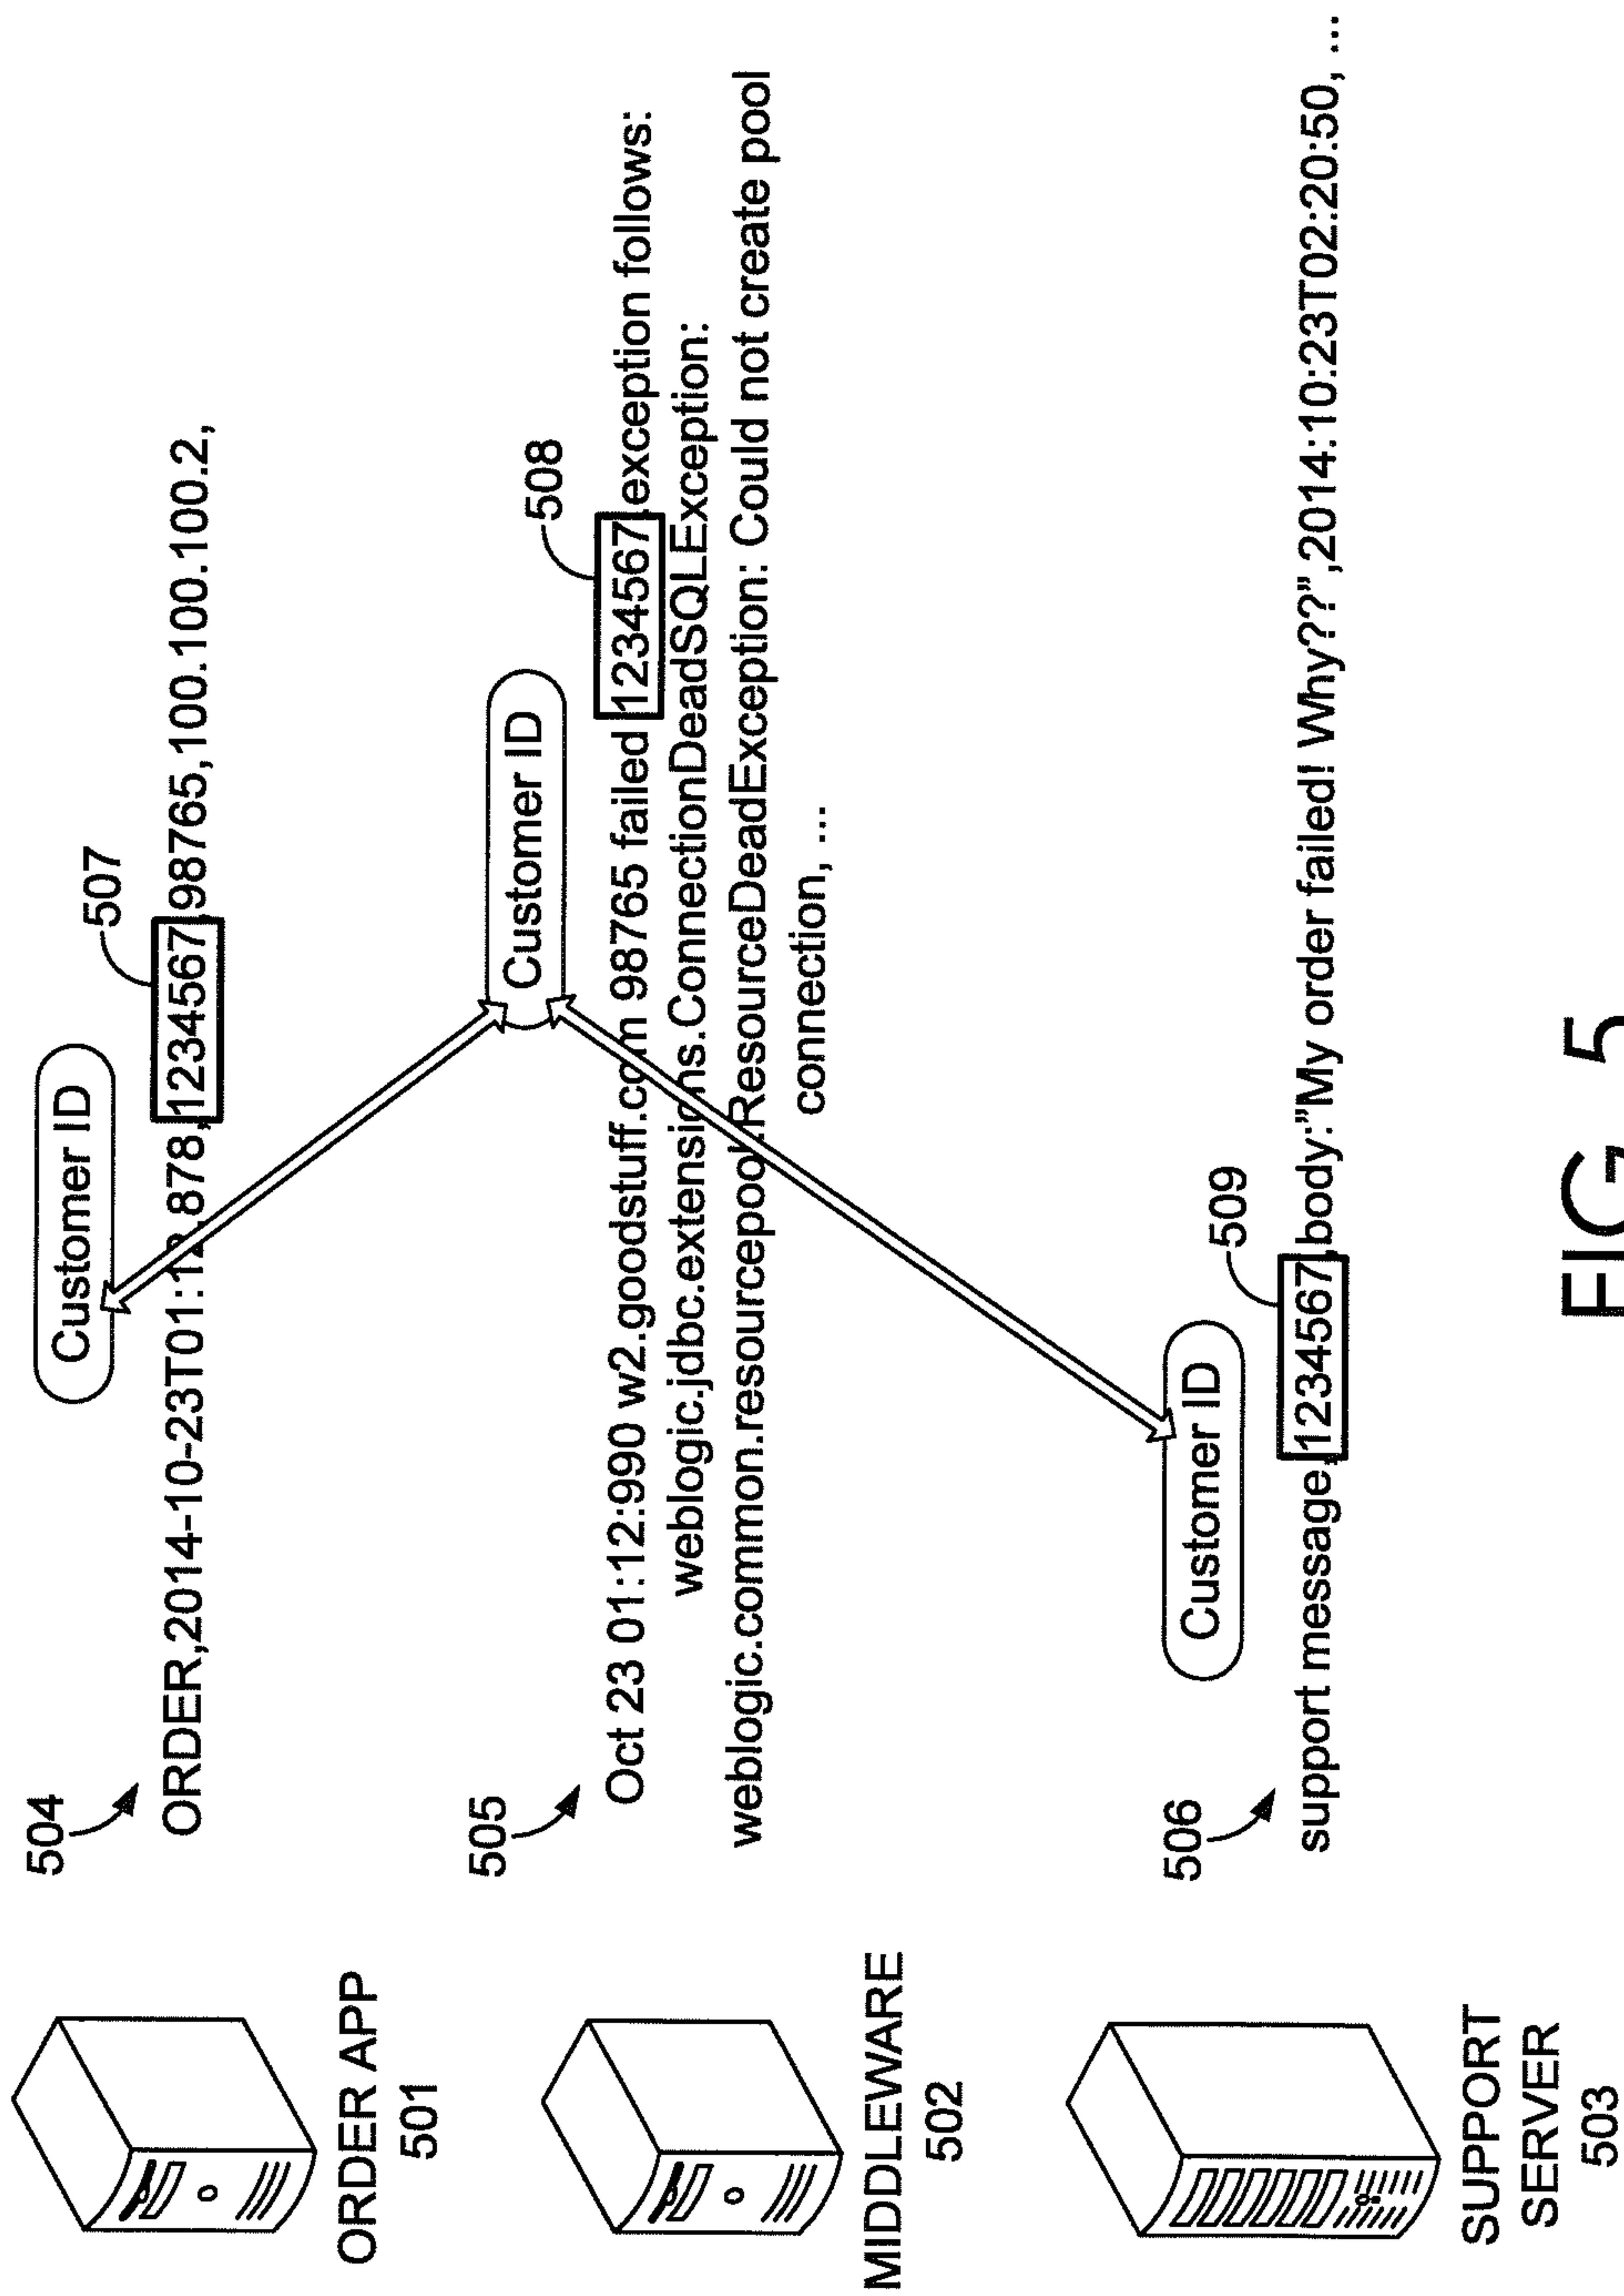 504
Customer ID
507
ORDER,2014-10-23T01:12.878,1234567,98765,100.100.100.2,
ORDER APP
501
505
Customer ID
508
Oct 23 01:12:990 w2.goodstuff.com 98765 failed 1234567,exception follows:
weblogic.jdbc.extensions.ConnectionDeadSQLException:
weblogic.common.resourcepool.ResourceDeadException: Could not create pool
connection, ...
MIDDLEWARE
502
506
Customer ID
509
support message,1234567,body:”My order failed! Why??”,2014:10:23T02:20:50, ...
SUPPORT
SERVER
503
FIG. 5